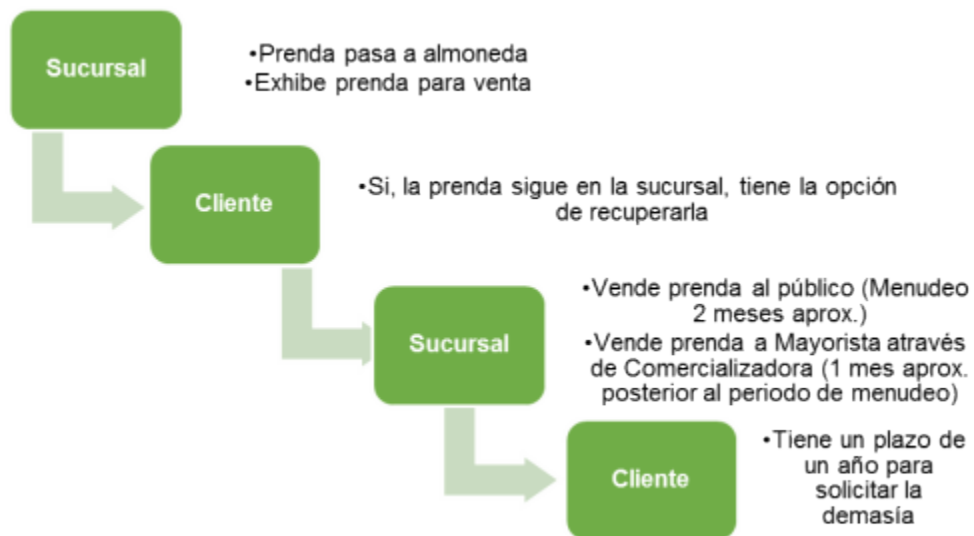 Sucursal
•Prenda pasa a almoneda
•Exhibe prenda para venta
Cliente
•Si, la prenda sigue en la sucursal, tiene la opción
de recuperarla
Sucursal
•Vende prenda al público (Menudeo
2 meses aprox.)
•Vende prenda a Mayorista através
de Comercializadora (1 mes aprox.
posterior al periodo de menudeo)
Cliente
•Tiene un plazo de
un año para
solicitar la
demasía